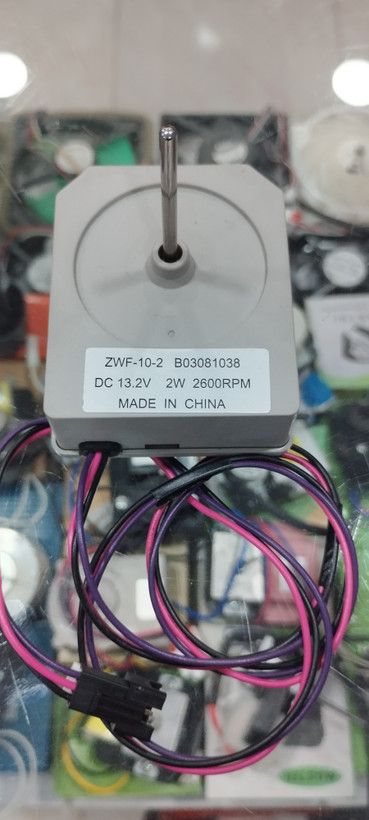 ZWF-10-2 B03081038
DC 13.2V 2W 2600RPM
MADE IN CHINA